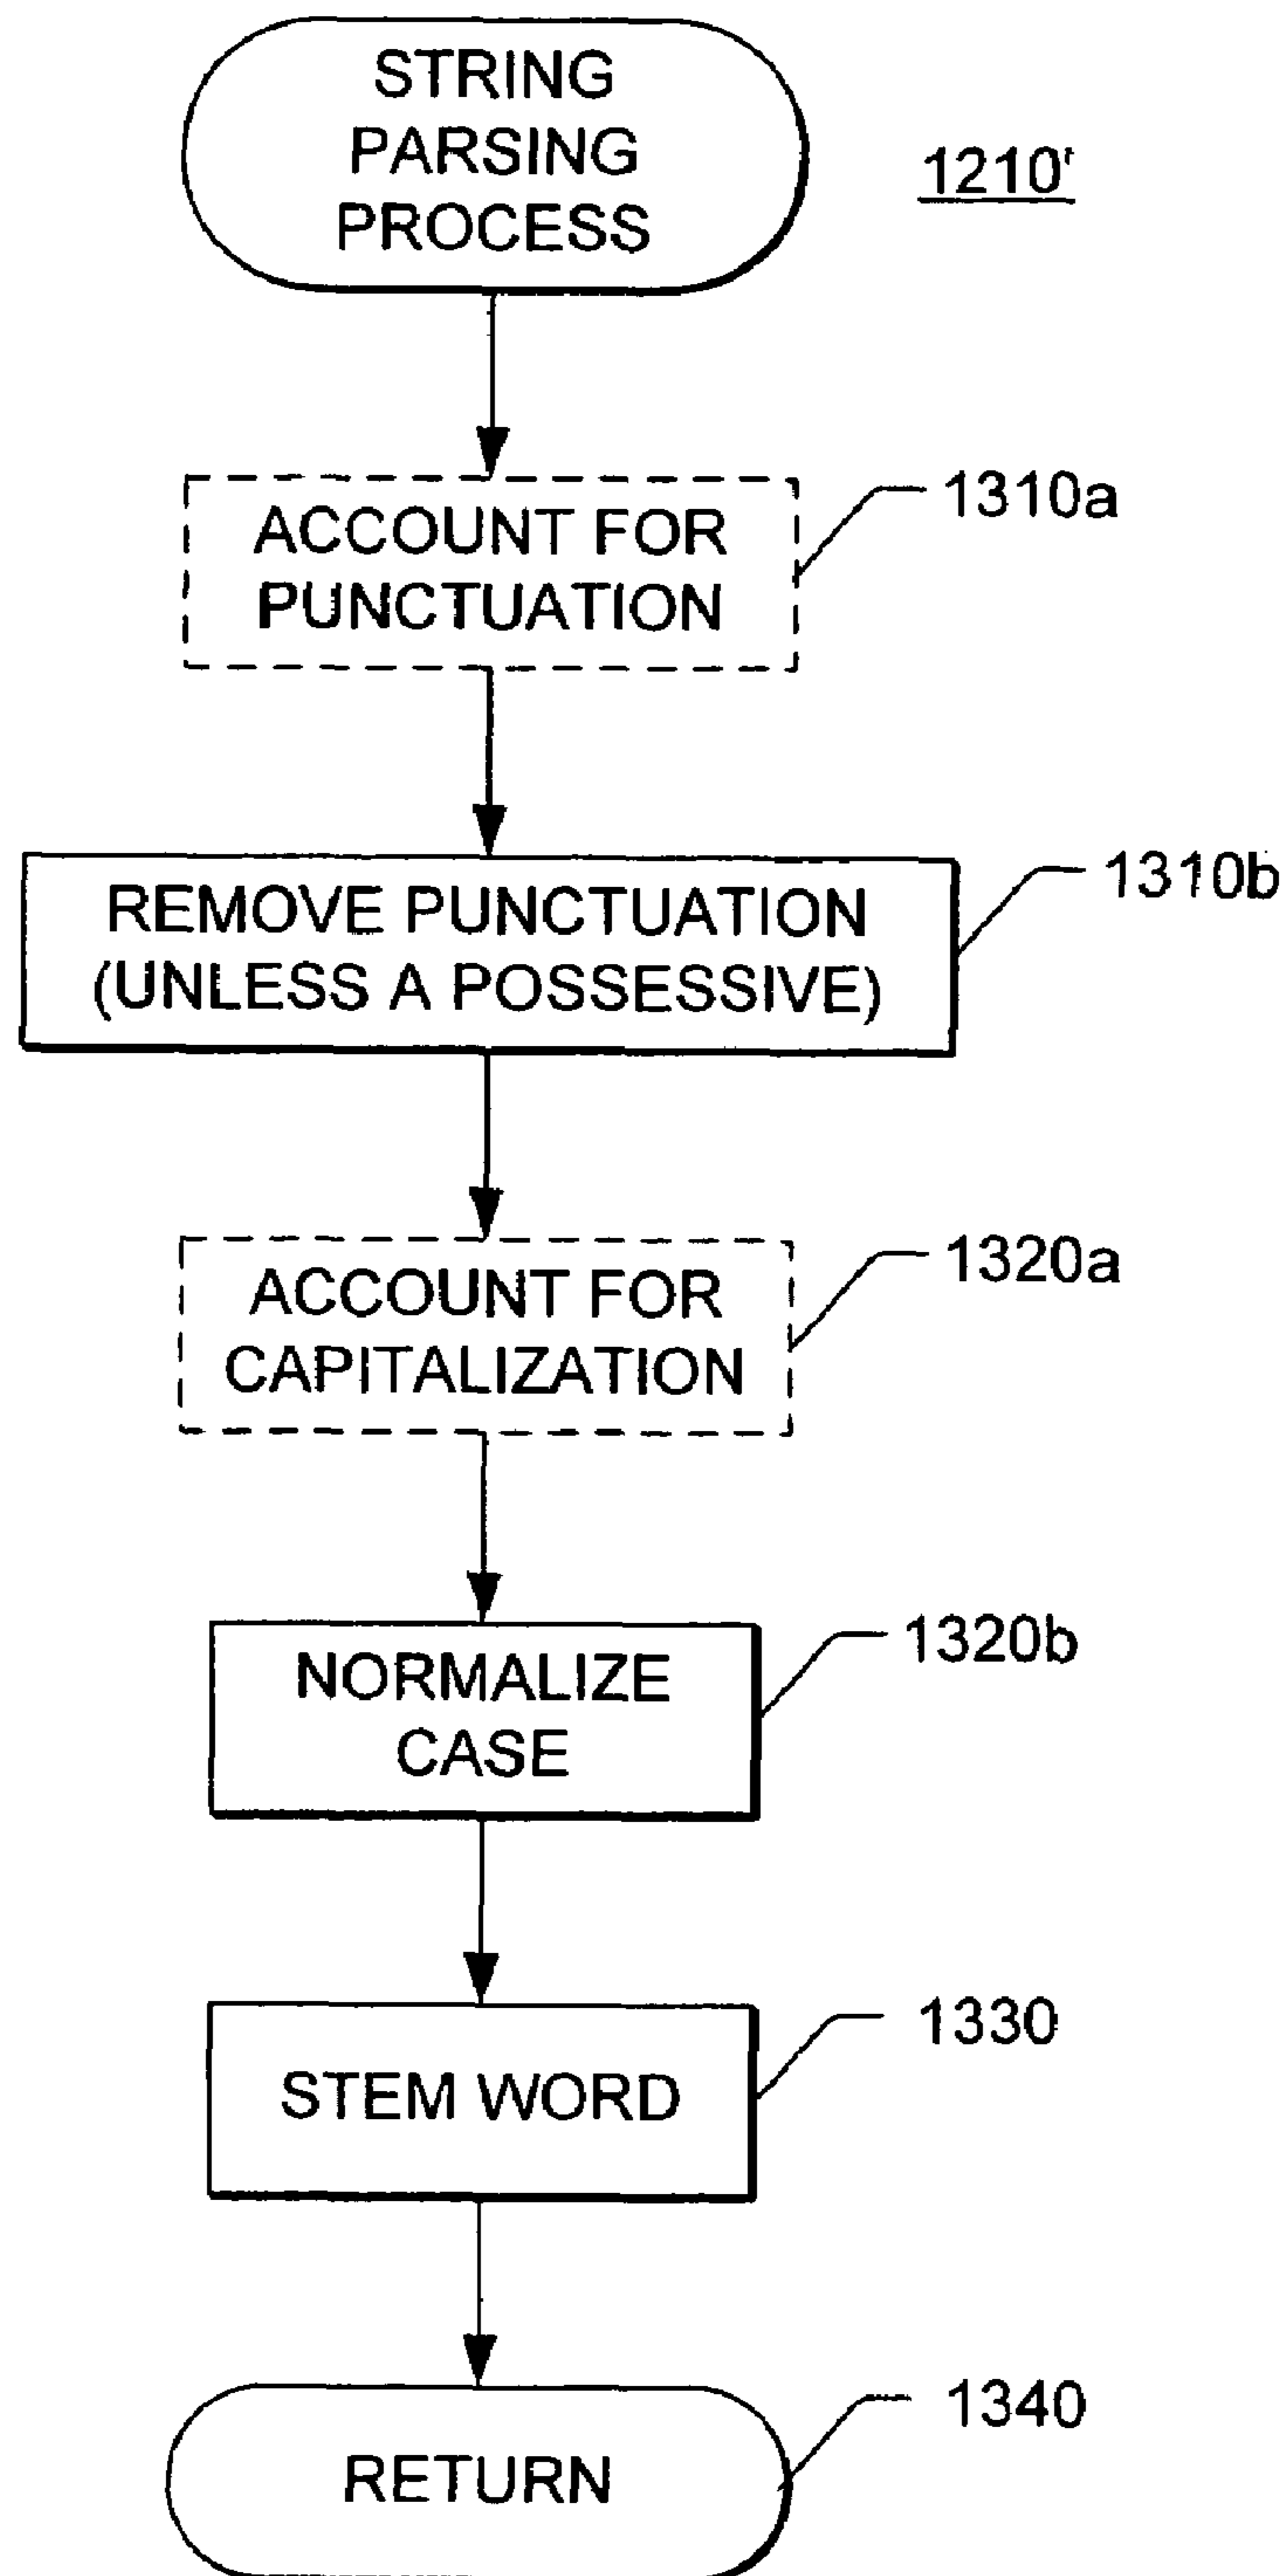 STRING
PARSING
PROCESS
1210'
ACCOUNT FOR
PUNCTUATION
1310a
REMOVE PUNCTUATION
(UNLESS A POSSESSIVE)
1310b
ACCOUNT FOR
CAPITALIZATION
1320a
NORMALIZE
CASE
1320b
STEM WORD
1330
RETURN
1340